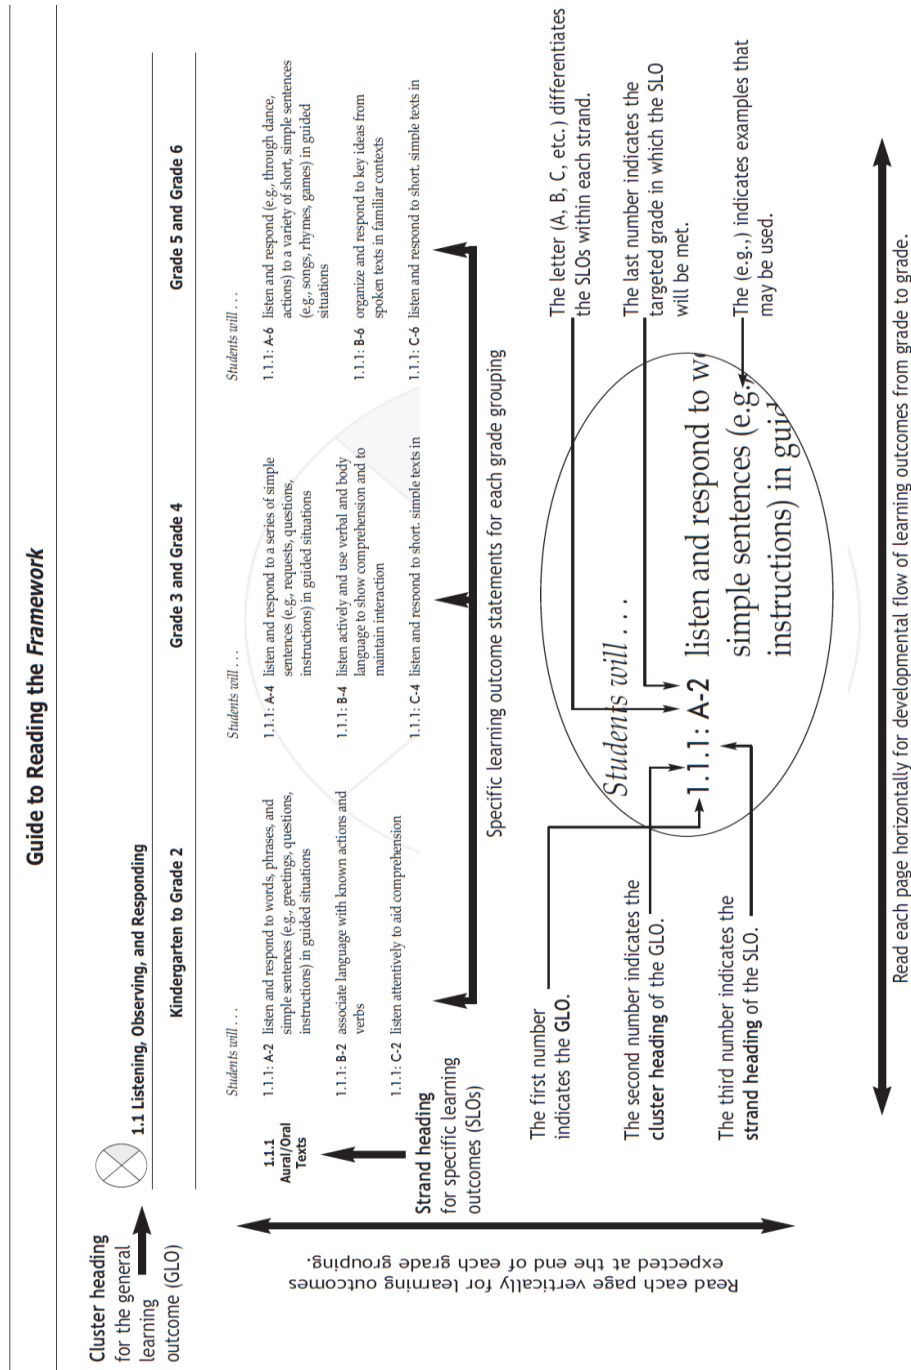 Guide to Reading the Framework
Cluster heading
for the general
learning
outcome (GLO)
1.1 Listening, Observing, and Responding
Kindergarten to Grade 2
Grade 3 and Grade 4
Grade 5 and Grade 6
1.1.1
Aural/Oral
Texts
Students will . . .
1.1.1: A-2 listen and respond to words, phrases, and
simple sentences (e.g., greetings, questions,
instructions) in guided situations
1.1.1: B-2 associate language with known actions and
verbs
1.1.1: C-2 listen attentively to aid comprehension
Students will . . .
1.1.1: A-4 listen and respond to a series of simple
sentences (e.g., requests, questions,
instructions) in guided situations
1.1.1: B-4 listen actively and use verbal and body
language to show comprehension and to
maintain interaction
1.1.1: C-4 listen and respond to short, simple texts in
Students will . . .
1.1.1: A-6 listen and respond (e.g., through dance,
actions) to a variety of short, simple sentences
(e.g., songs, rhymes, games) in guided
situations
1.1.1: B-6 organize and respond to key ideas from
spoken texts in familiar contexts
1.1.1: C-6 listen and respond to short, simple texts in
Strand heading
for specific learning
outcomes (SLOs)
Specific learning outcome statements for each grade grouping
Read each page vertically for learning outcomes
expected at the end of each grade grouping.
The first number
indicates the GLO.
The second number indicates the
cluster heading of the GLO.
The third number indicates the
strand heading of the SLO.
Students will . . .
1.1.1: A-2 listen and respond to w
simple sentences (e.g.,
instructions) in guid
The letter (A, B, C, etc.) differentiates
the SLOs within each strand.
The last number indicates the
targeted grade in which the SLO
will be met.
The (e.g.,) indicates examples that
may be used.
Read each page horizontally for developmental flow of learning outcomes from grade to grade.